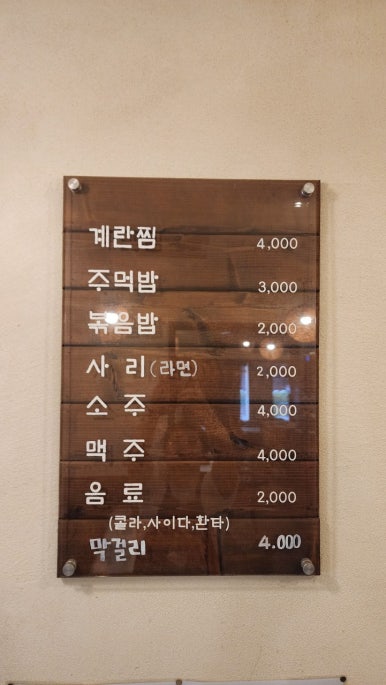 계란찜 4,000
주먹밥 3,000
볶음밥 2,000
사 리 (라면) 2,000
소 주 4,000
맥 주 4,000
음 료 2,000
(콜라,사이다,환타)
막걸리 4.000